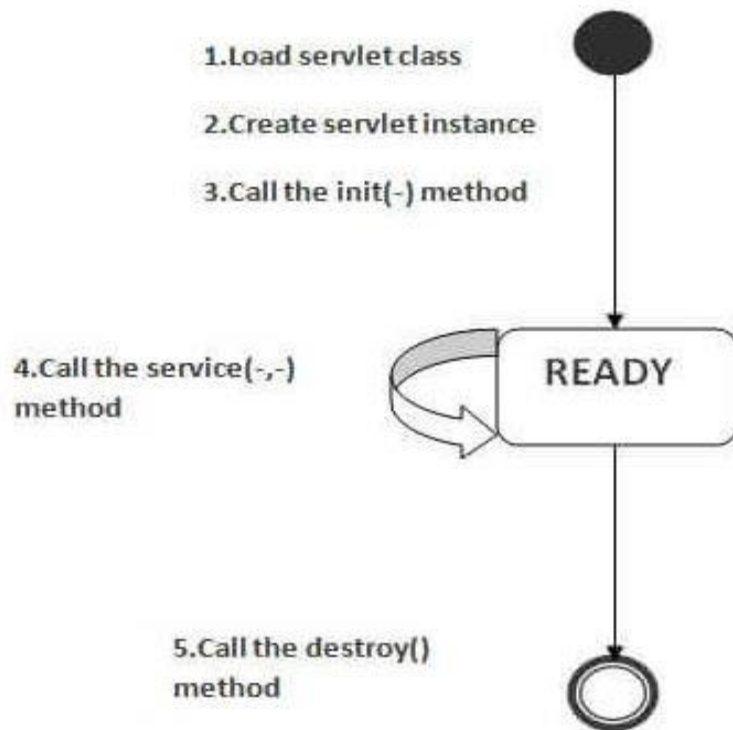 1.Load servlet class
2.Create servlet instance
3.Call the init(-) method
4.Call the service(-,-)
method
READY
5.Call the destroy()
method